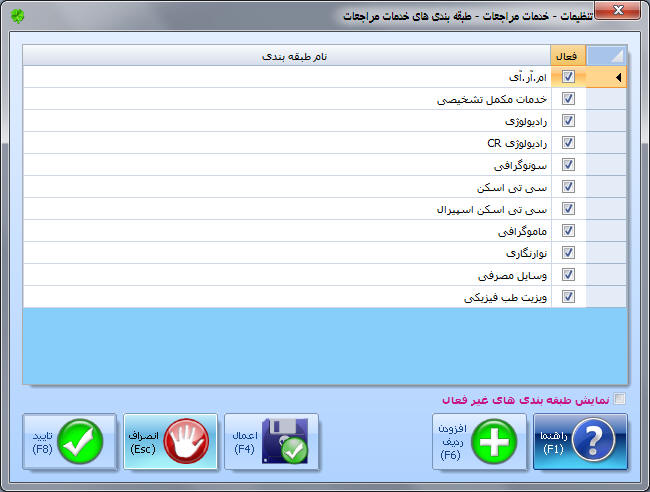 تنظیمات - خدمات مراجعات - طبقه بندی های خدمات مراجعات
فعال نام طبقه بندی
ام.آر.آی
خدمات مکمل تشخیصی
رادیولوژی
رادیولوژی CR
سونوگرافی
سی تی اسکن
سی تی اسکن اسپیرال
ماموگرافی
نوارنگاری
وسایل مصرفی
ویزیت طب فیزیکی
نمایش طبقه بندی های غیر فعال
راهنما
(F1)
افزودن
ردیف
(F6)
اعمال
(F4)
انصراف
(Esc)
تایید
(F8)